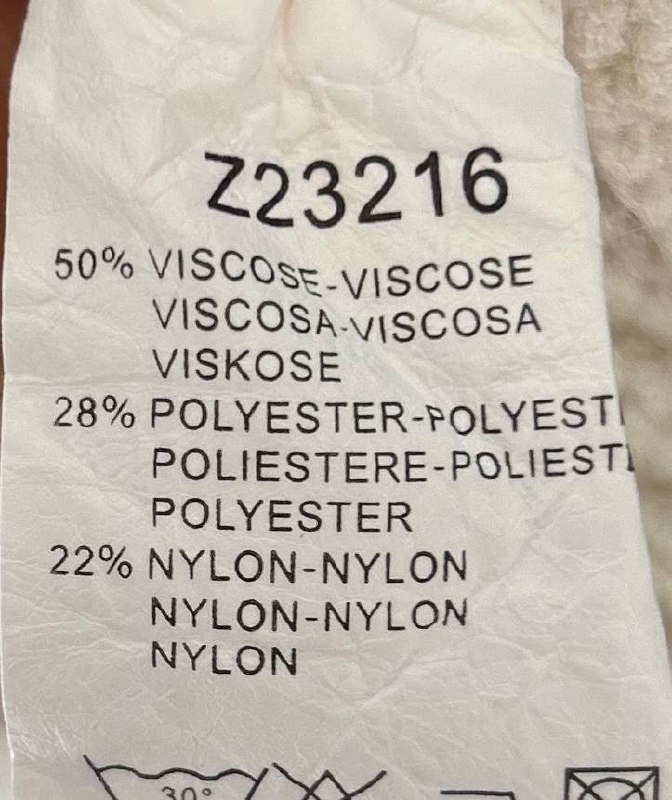 Z23216
50% VISCOSE-VISCOSE
VISCOSA-VISCOSA
VISKOSE
28% POLYESTER-POLYEST
POLIESTERE-POLIEST
POLYESTER
22% NYLON-NYLON
NYLON-NYLON
NYLON
30°